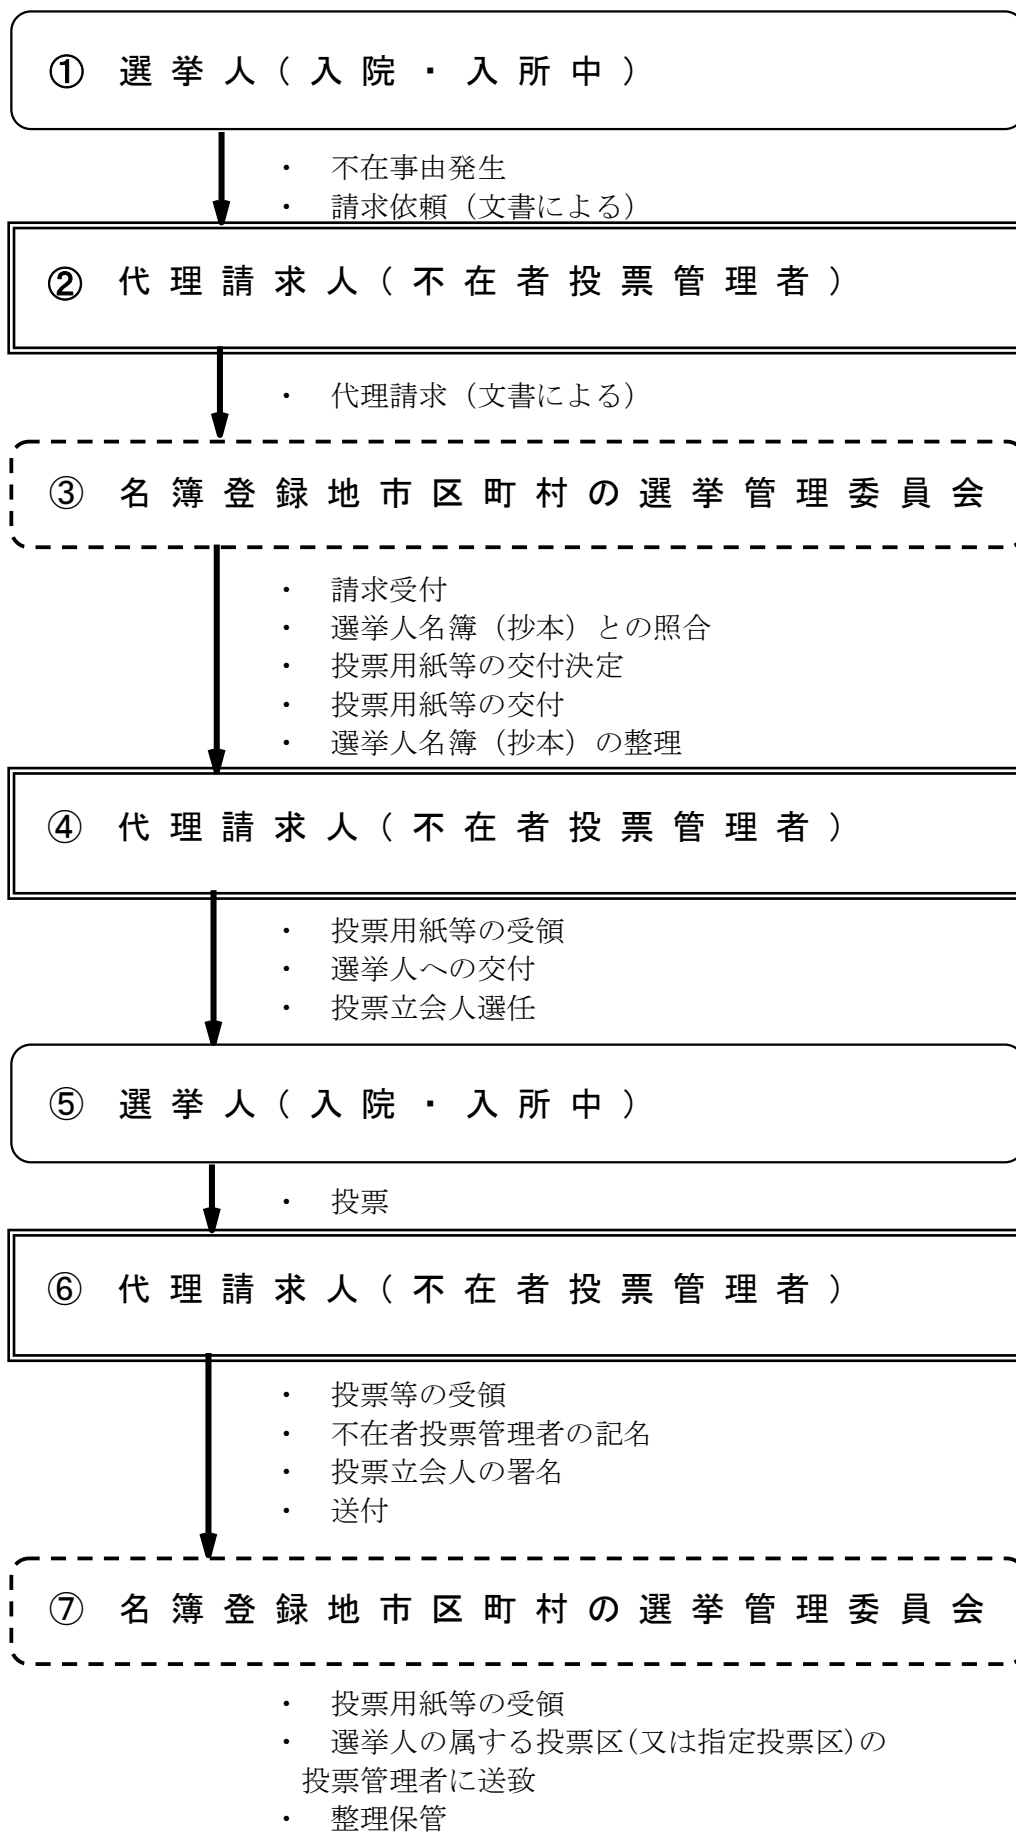 ① 選挙人(入院・入所中)
・ 不在事由発生
・ 請求依頼（文書による）
② 代理請求人(不在者投票管理者)
・ 代理請求（文書による）
③ 名簿登録地市区町村の選挙管理委員会
・ 請求受付
・ 選挙人名簿（抄本）との照合
・ 投票用紙等の交付決定
・ 投票用紙等の交付
・ 選挙人名簿（抄本）の整理
④ 代理請求人(不在者投票管理者)
・ 投票用紙等の受領
・ 選挙人への交付
・ 投票立会人選任
⑤ 選挙人(入院・入所中)
・ 投票
⑥ 代理請求人(不在者投票管理者)
・ 投票等の受領
・ 不在者投票管理者の記名
・ 投票立会人の署名
・ 送付
⑦ 名簿登録地市区町村の選挙管理委員会
・ 投票用紙等の受領
・ 選挙人の属する投票区(又は指定投票区)の
投票管理者に送致
・ 整理保管